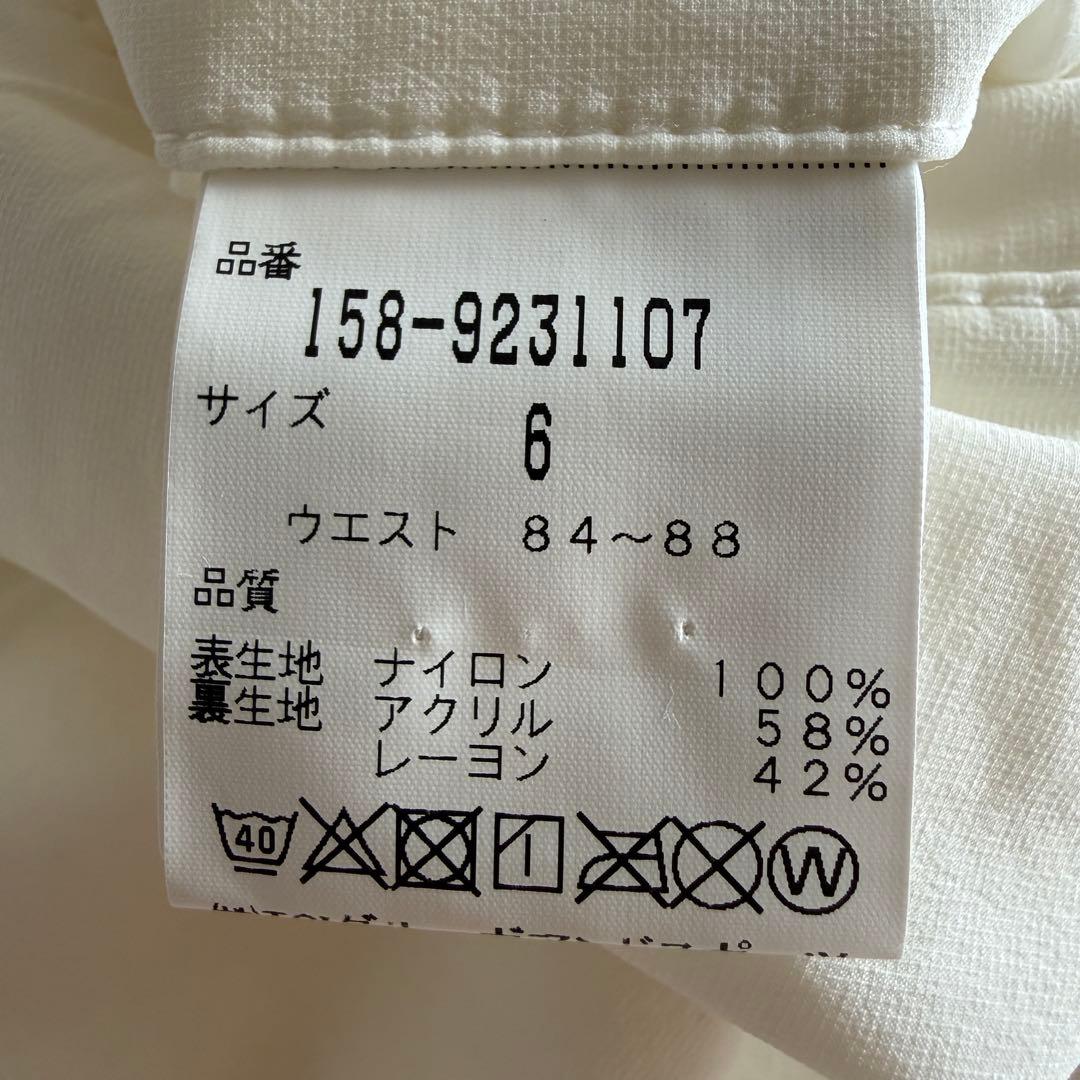 品番
158-9231107
サイズ
6
ウエスト 84～88
品質
表生地 ナイロン 100%
裏生地 アクリル 58%
レーヨン 42%
40
W